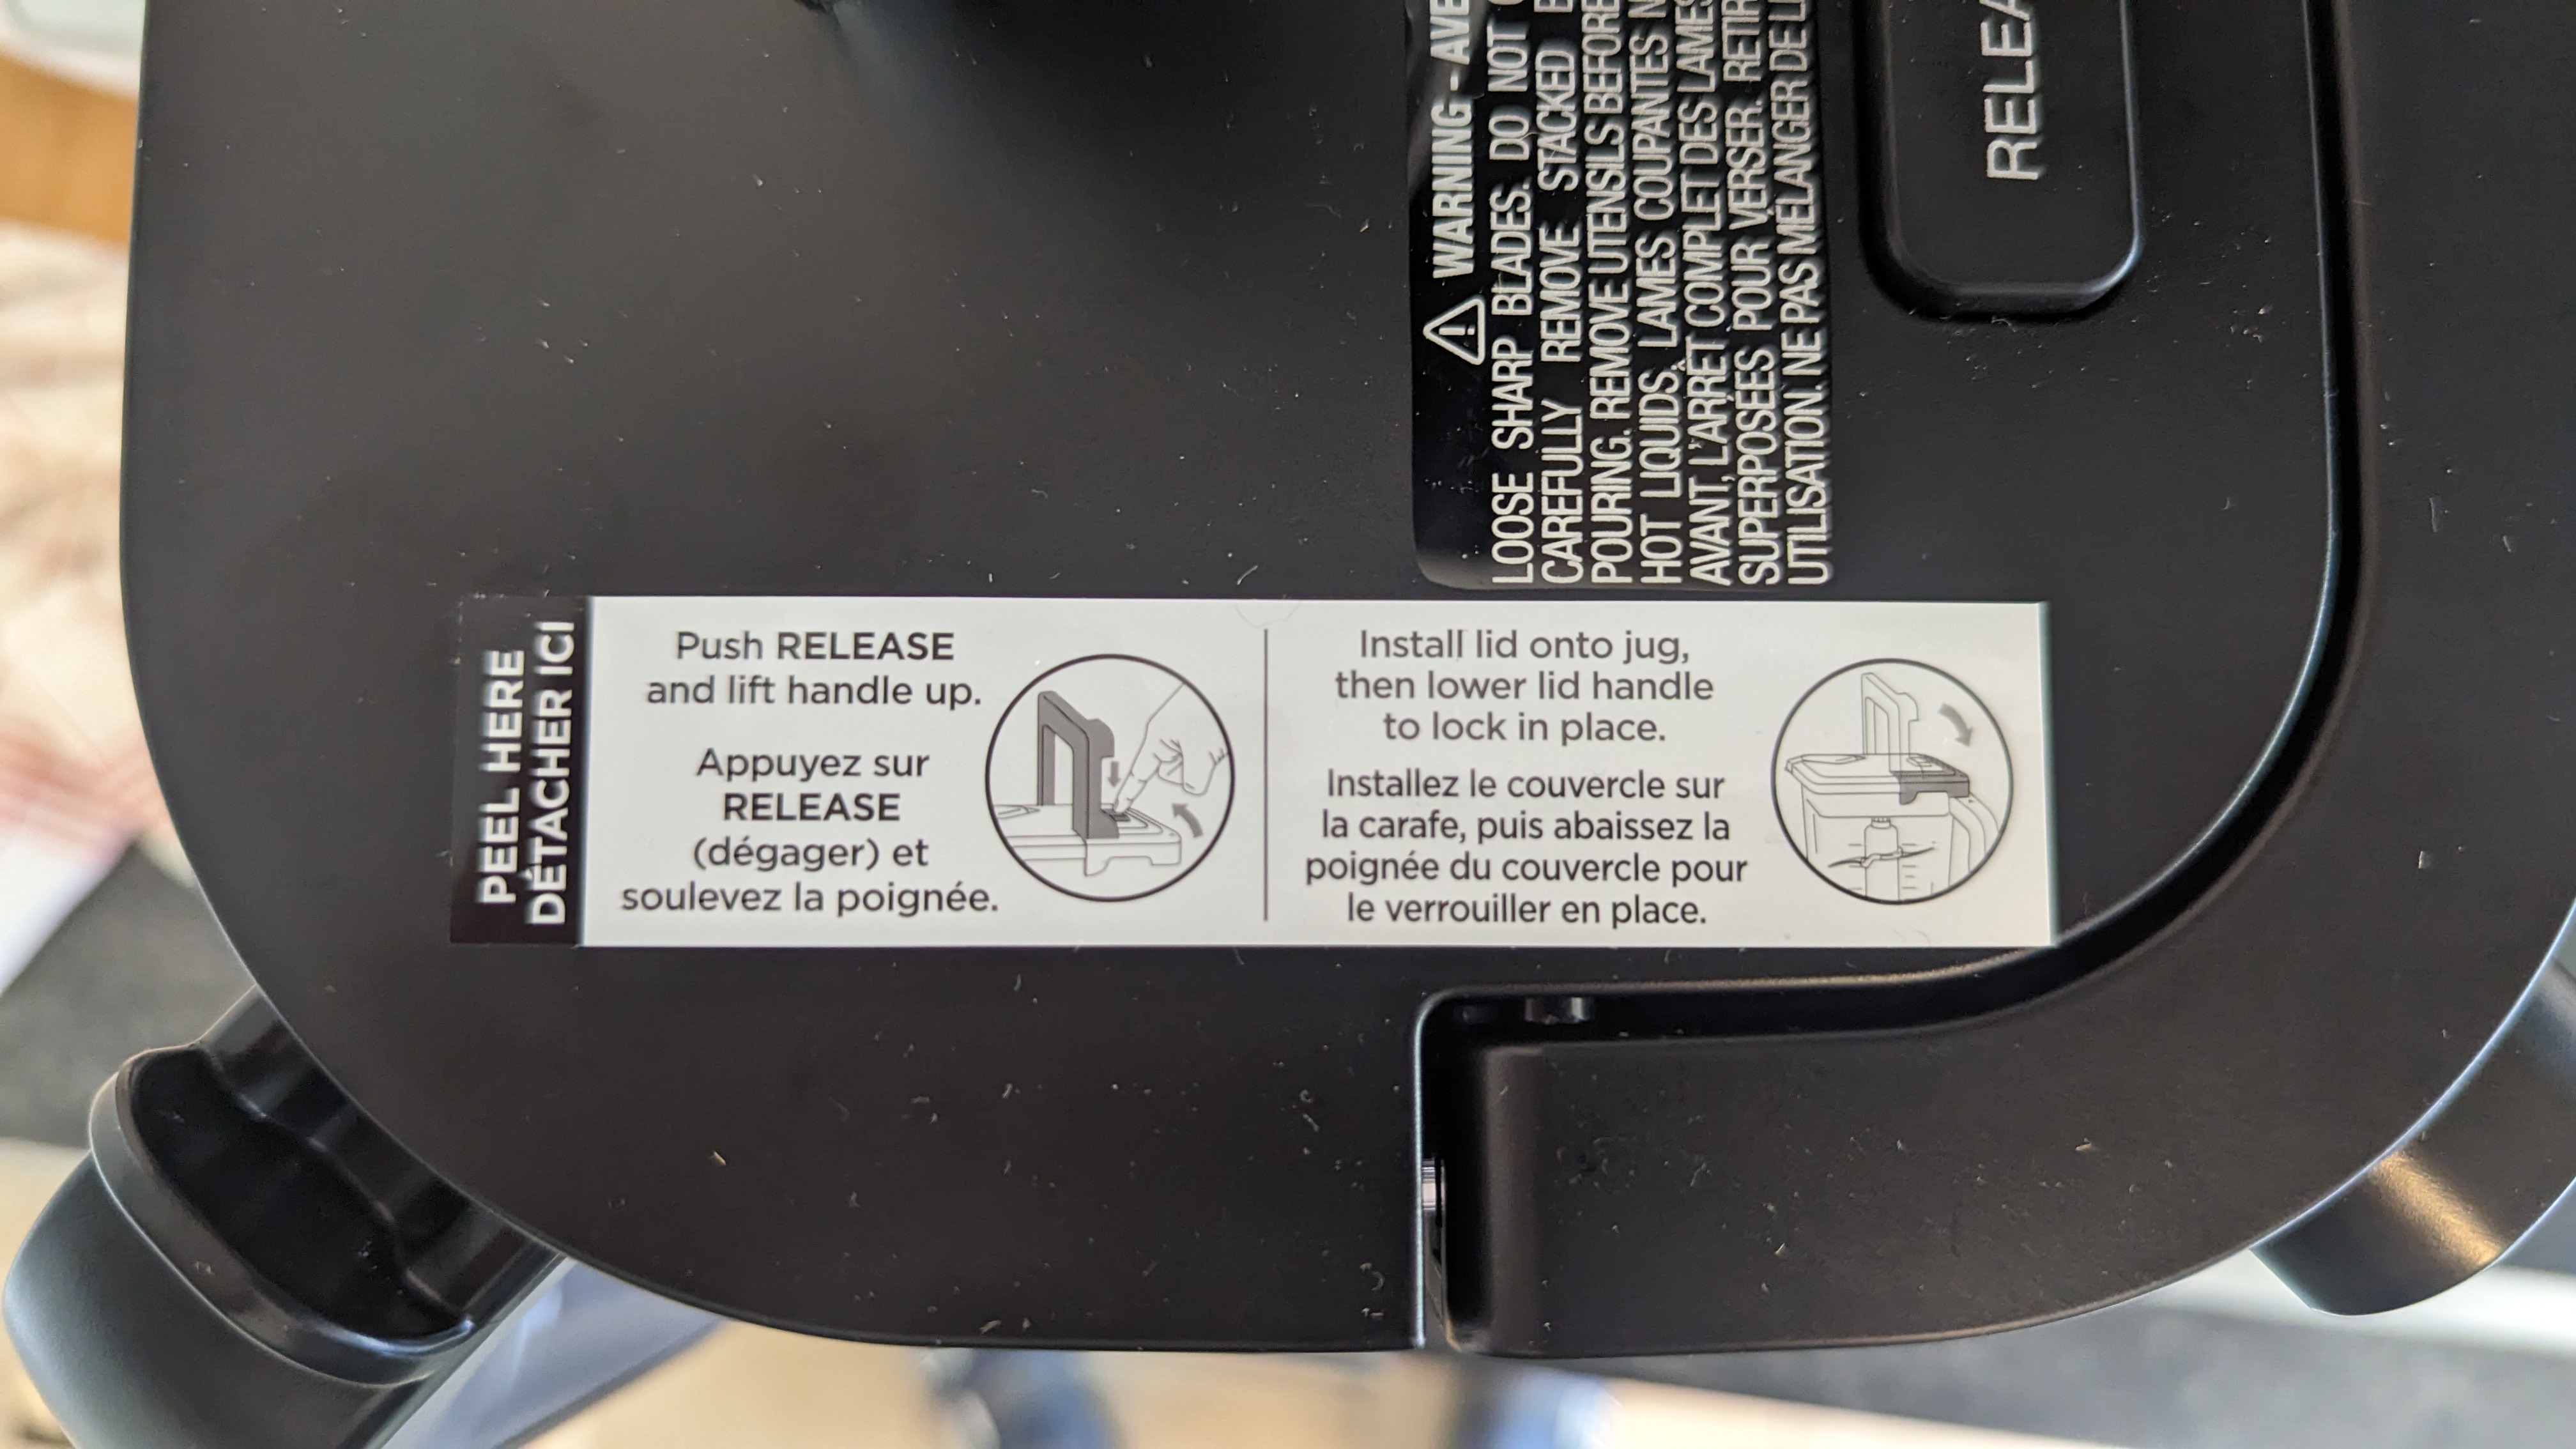 PEEL HERE
DÉTACHER ICI
Push RELEASE
and lift handle up.
Appuyez sur
RELEASE
(dégager) et
soulevez la poignée.
Install lid onto jug,
then lower lid handle
to lock in place.
Installez le couvercle sur
la carafe, puis abaissez la
poignée du couvercle pour
le verrouiller en place.
WARNING -
LOOSE SHARP BLADES. DO NOT
CAREFULLY REMOVE STACKED
POURING. REMOVE UTENSILS BEFORE
HOT LIQUIDS. LAMES COUPANTES
AVANT L'ARRÊT COMPLET DES LAMES
SUPERPOSÉES POUR VERSER.
UTILISATION. NE PAS MÉLANGER DE